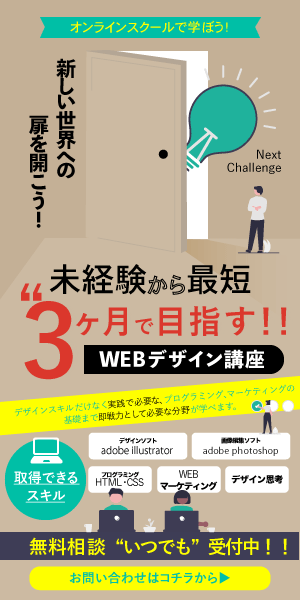 オンラインスクールで学ぼう!
新しい世界への
扉を開こう!
Next
Challenge
“未経験から最短
3ヶ月で目指す!!
WEBデザイン講座
デザインスキルだけなく実践で必要な、プログラミング、マーケティングの
基礎まで即戦力として必要な分野が学べます。
取得できる
スキル
デザインソフト
adobe illustrator
画像編集ソフト
adobe photoshop
プログラミング
HTML・CSS
WEB
マーケティング
デザイン思考
無料相談“いつでも”受付中!!
お問い合わせはコチラから▶